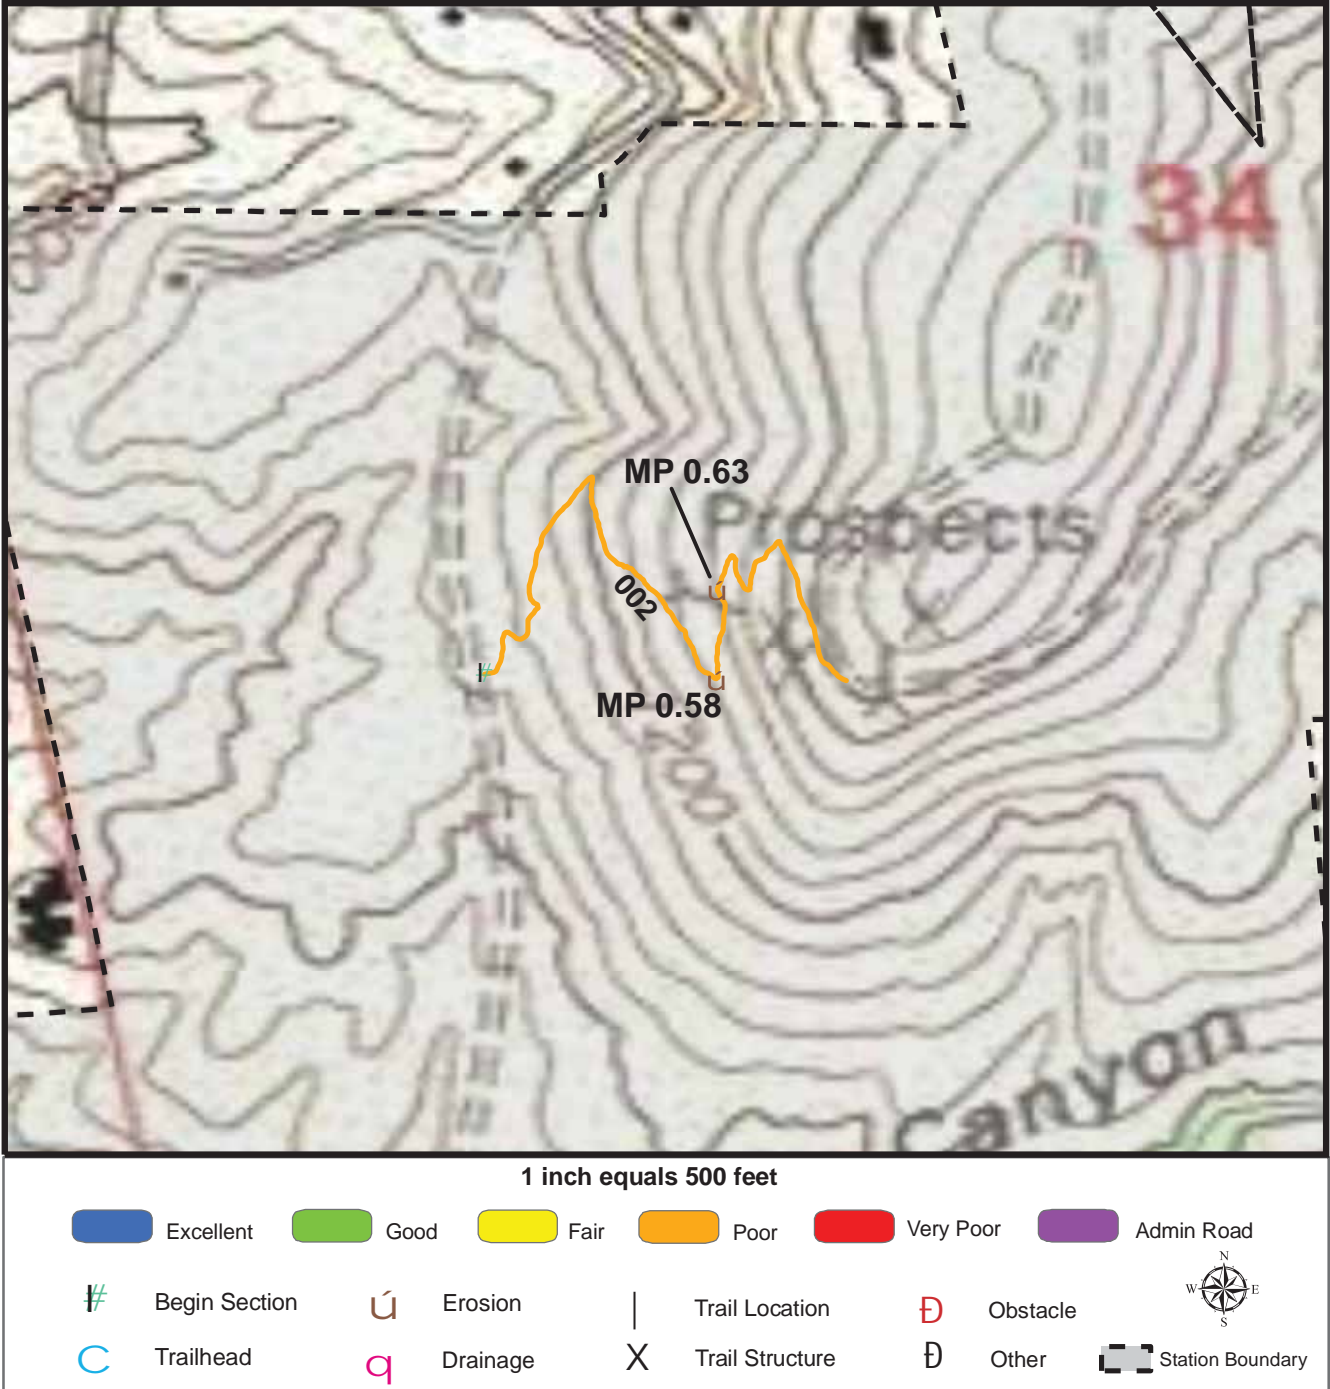 34
MP 0.63
Prospects
002
ú
#
ú
MP 0.58
200
Canyon
1 inch equals 500 feet
Excellent Good Fair Poor Very Poor Admin Road
N
W E
S
# Begin Section ú Erosion | Trail Location Đ Obstacle
C Trailhead q Drainage X Trail Structure Đ Other Station Boundary